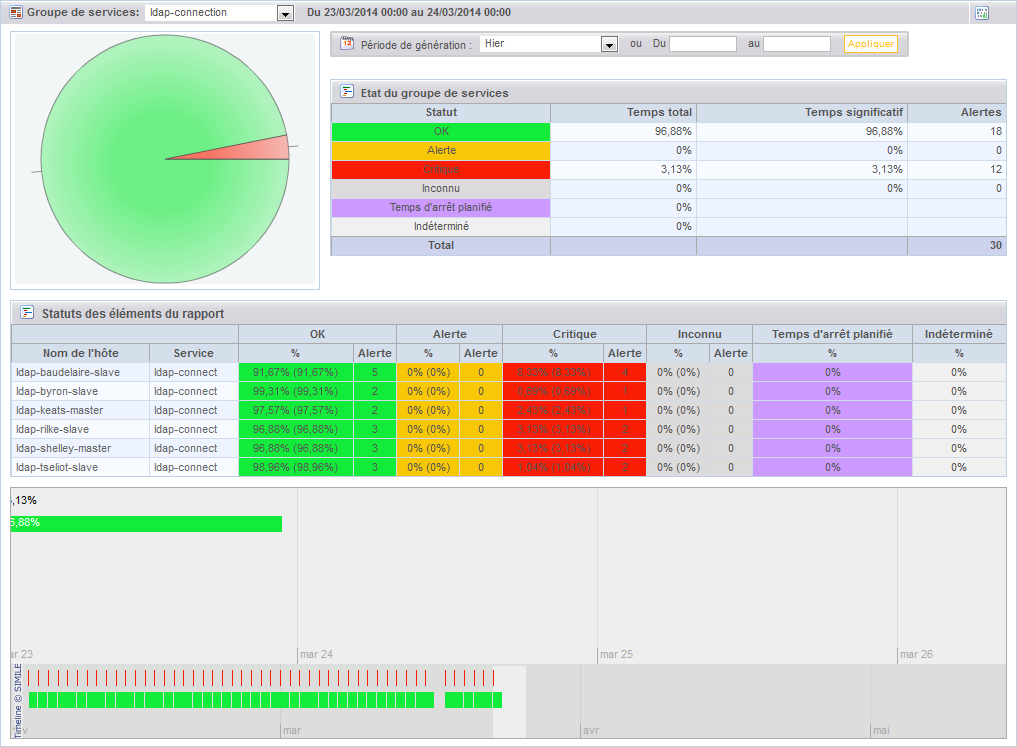 Groupe de services: ldap-connection Du 23/03/2014 00:00 au 24/03/2014 00:00
12 Période de génération : Hier ou Du au Appliquer
Etat du groupe de services
Statut Temps total Temps significatif Alertes
OK 96,88% 96,88% 18
Alerte 0% 0% 0
Critique 3,13% 3,13% 12
Inconnu 0% 0% 0
Temps d'arrêt planifié 0%
Indéterminé 0%
Total 30
Statuts des éléments du rapport
OK Alerte Critique Inconnu Temps d'arrêt planifié Indéterminé
Nom de l'hôte Service % Alerte % Alerte % Alerte % Alerte % %
ldap-baudelaire-slave ldap-connect 91,67% (91,67%) 5 0% (0%) 0 8,33% (8,33%) 4 0% (0%) 0 0% 0%
ldap-byron-slave ldap-connect 99,31% (99,31%) 2 0% (0%) 0 0,69% (0,69%) 1 0% (0%) 0 0% 0%
ldap-keats-master ldap-connect 97,57% (97,57%) 2 0% (0%) 0 2,43% (2,43%) 1 0% (0%) 0 0% 0%
ldap-rilke-slave ldap-connect 96,88% (96,88%) 3 0% (0%) 0 3,13% (3,13%) 2 0% (0%) 0 0% 0%
ldap-shelley-master ldap-connect 96,88% (96,88%) 3 0% (0%) 0 3,13% (3,13%) 2 0% (0%) 0 0% 0%
ldap-tseliot-slave ldap-connect 98,96% (98,96%) 3 0% (0%) 0 1,04% (1,04%) 2 0% (0%) 0 0% 0%
,13%
6,88%
ar 23 mar 24 mar 25 mar 26
Timeline © SIMILE
v mar avr mai